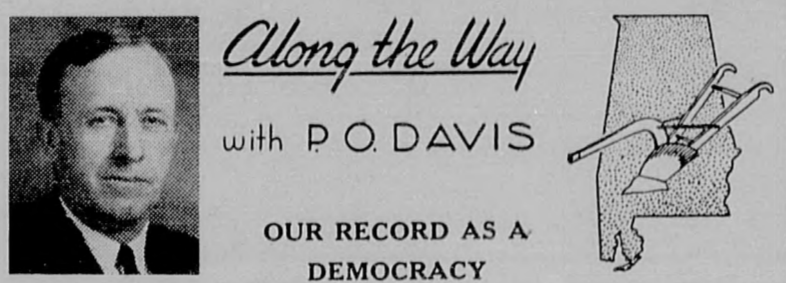 Along the Way
with P. O. DAVIS
OUR RECORD AS A
DEMOCRACY